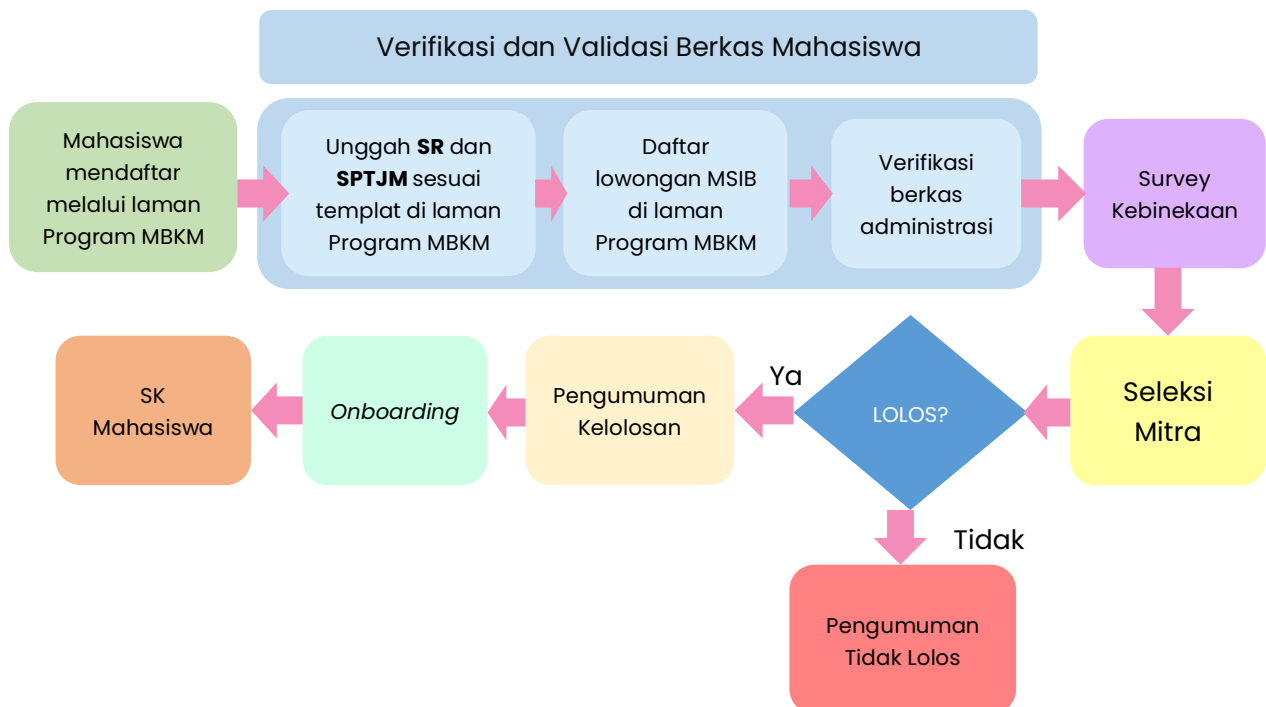 Verifikasi dan Validasi Berkas Mahasiswa
Mahasiswa
mendaftar
melalui laman
Program MBKM
Unggah SR dan
SPTJM sesuai
templat di laman
Program MBKM
Daftar
lowongan MSIB
di laman
Program MBKM
Verifikasi
berkas
administrasi
Survey
Kebinekaan
Seleksi
Mitra
LOLOS?
Ya
Pengumuman
Kelolosan
Onboarding
SK
Mahasiswa
Tidak
Pengumuman
Tidak Lolos